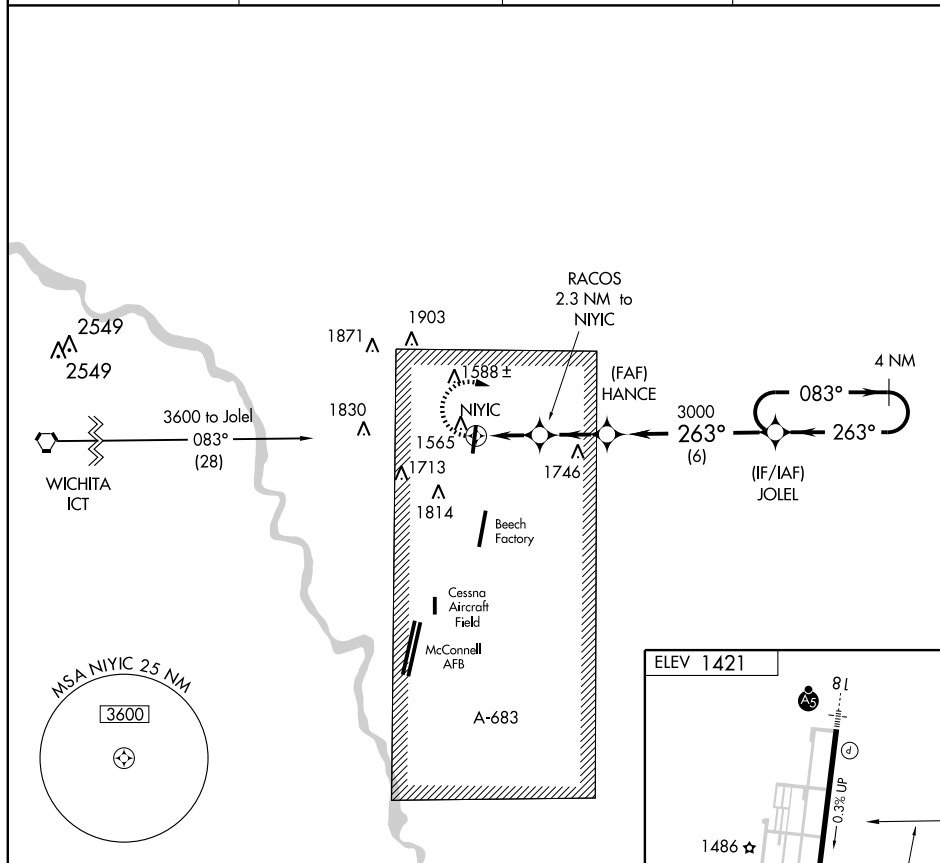 RACOS
2.3 NM to
NIYIC
2549
2549
1871
1903
1588 ±
(FAF)
HANCE
4 NM
083°
3600 to Jolel
083°
(28)
1830
NIYIC
1565
3000
263°
(6)
263°
WICHITA
ICT
1713
1746
(IF/IAF)
JOLEL
1814
Beech
Factory
Cessna
Aircraft
Field
McConnell
AFB
MSA NIYIC 25 NM
3600
A-683
ELEV 1421
18
A5
P
0.3% UP
1486